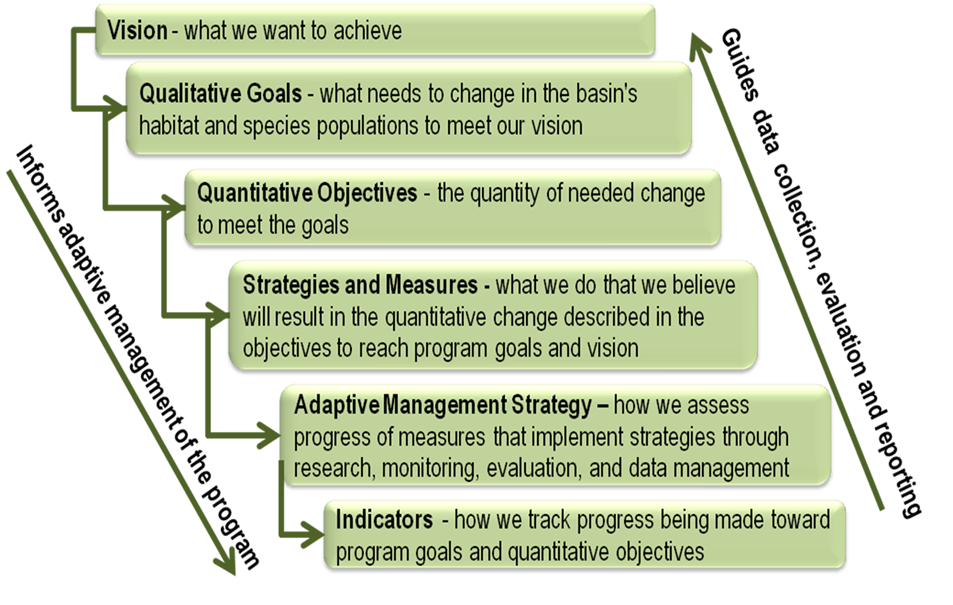 Vision - what we want to achieve
Qualitative Goals - what needs to change in the basin's
habitat and species populations to meet our vision
Quantitative Objectives - the quantity of needed change
to meet the goals
Strategies and Measures - what we do that we believe
will result in the quantitative change described in the
objectives to reach program goals and vision
Adaptive Management Strategy – how we assess
progress of measures that implement strategies through
research, monitoring, evaluation, and data management
Indicators - how we track progress being made toward
program goals and quantitative objectives
Informs adaptive management of the program
Guides data collection, evaluation and reporting